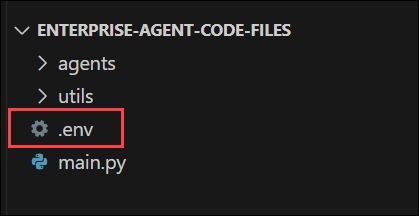 ENTERPRISE-AGENT-CODE-FILES
agents
utils
.env
main.py